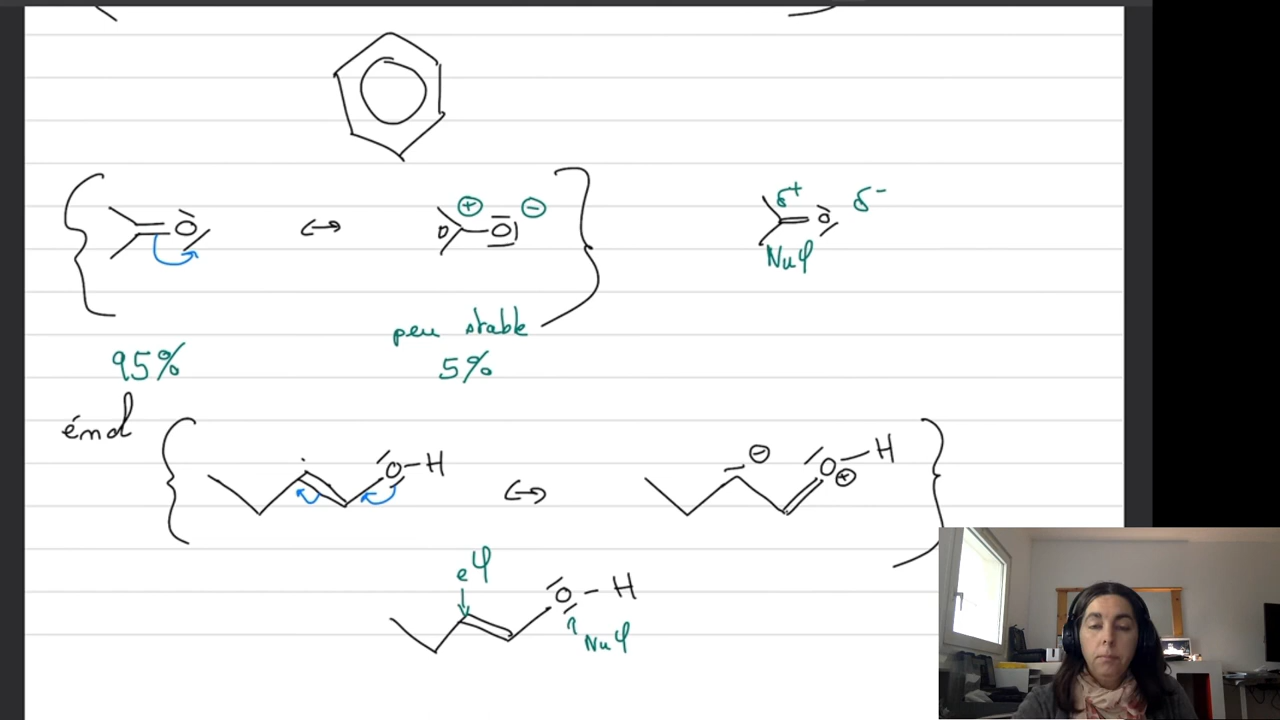 ⊕ ⊖ δ+ δ-
O ↔ O O
Nuφ
peu stable
95% 5%
énol
O-H ↔ ⊖ O-H ⊕
eφ
O-H
Nuφ